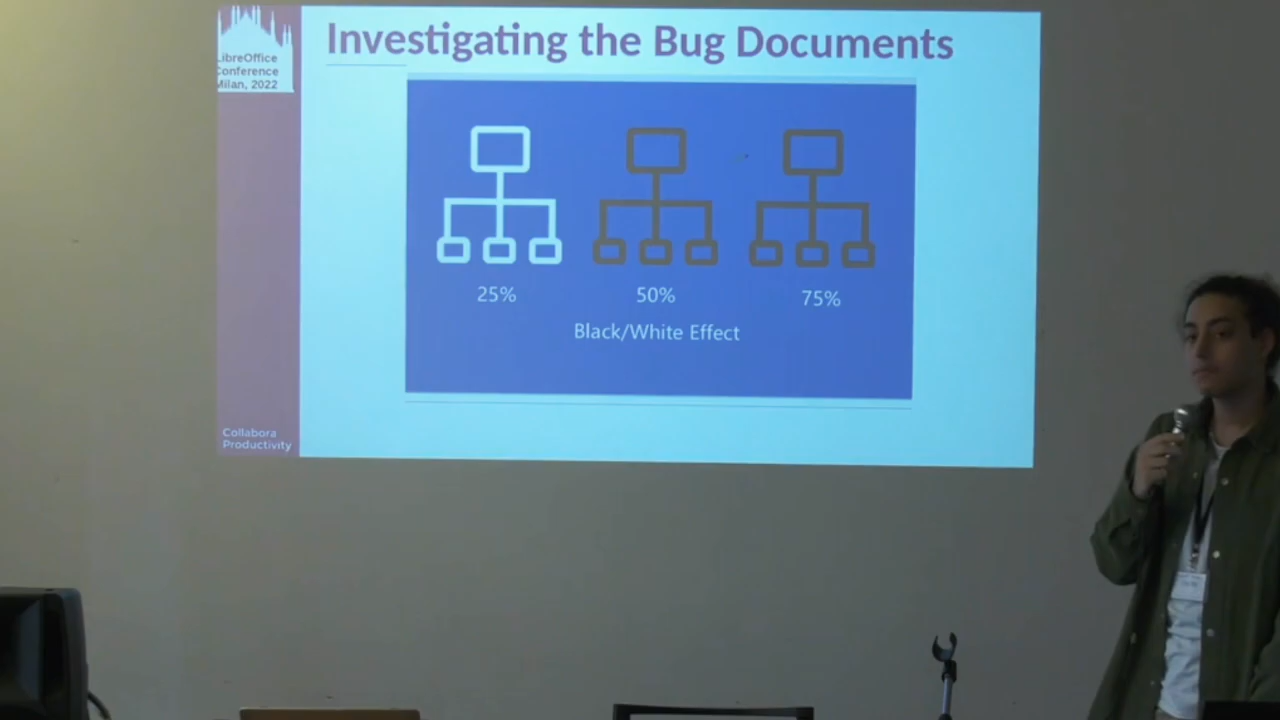 LibreOffice
Conference
Milan, 2022
Investigating the Bug Documents
25% 50% 75%
Black/White Effect
Collabora
Productivity